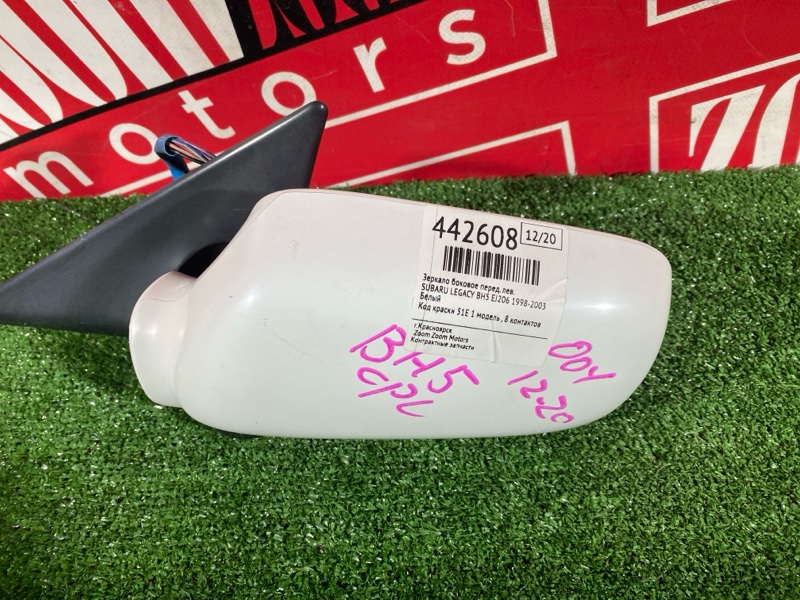 motors
ZO
442608 12/20
Зеркало боковое перед. лев.
SUBARU LEGACY BH5 EJ206 1998-2003
Белый
Код краски 51E 1 модель, 8 контактов
г.Красноярск
Zoom Zoom Motors
Контрактные запчасти
BH5
12.20